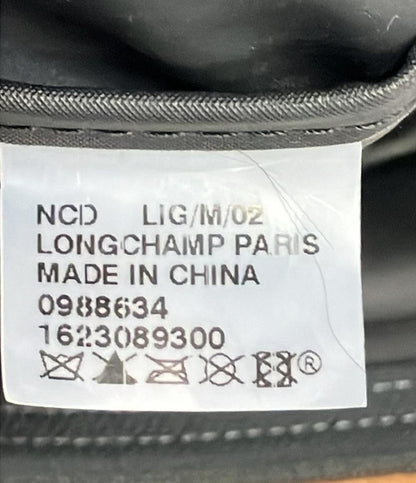 NCD LIG/M/02
LONGCHAMP PARIS
MADE IN CHINA
0988634
1623089300
®